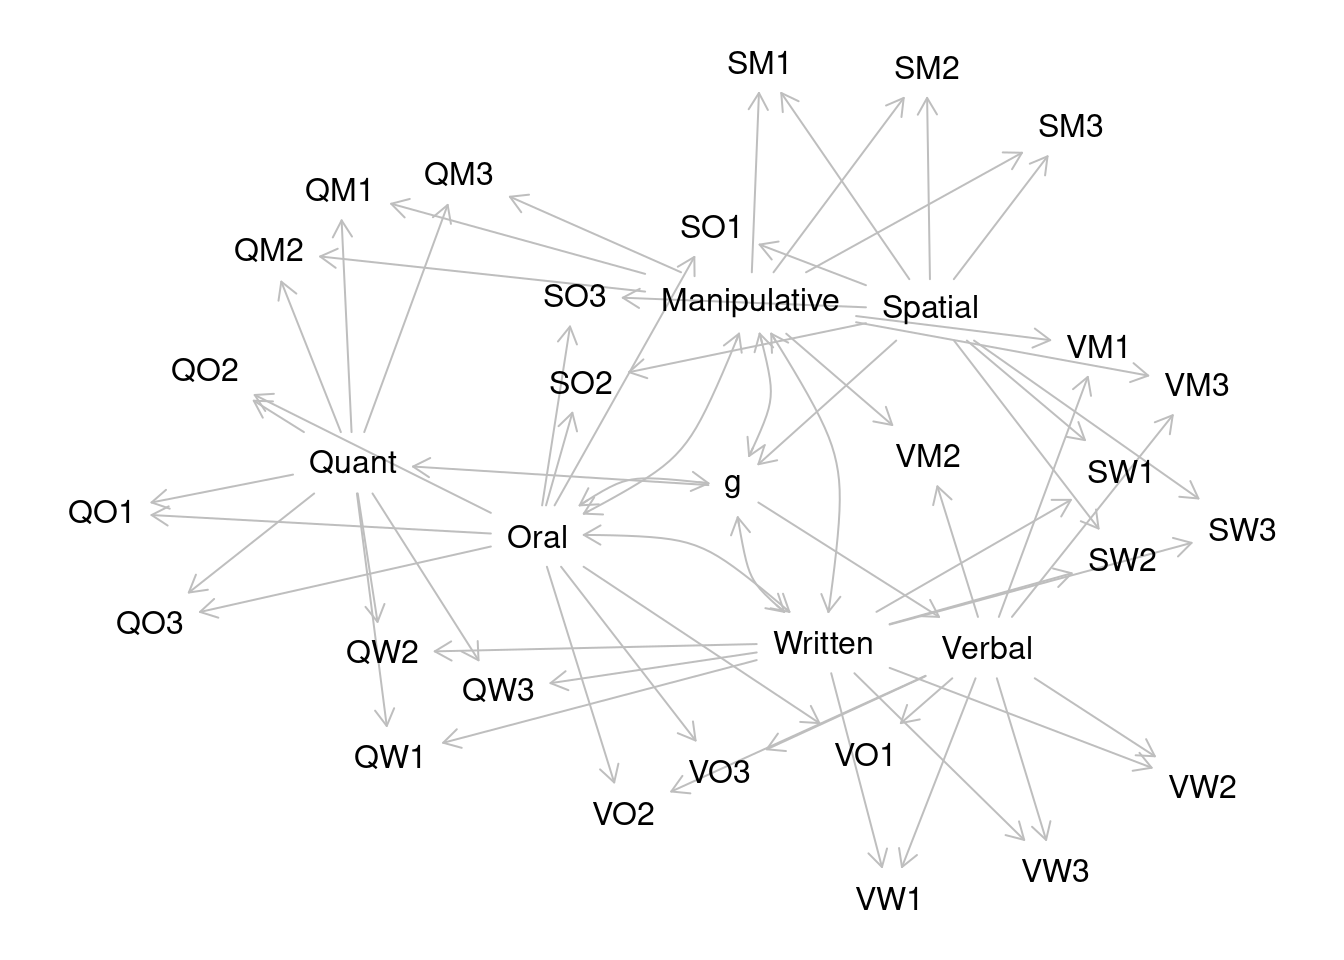 SM1
SM2
SM3
QM3
QM1
SO1
QM2
SO3
Manipulative
Spatial
VM1
QO2
SO2
VM3
Quant
VM2
SW1
g
QO1
SW3
Oral
SW2
QO3
Written
Verbal
QW2
QW3
QW1
VO1
VO3
VW2
VO2
VW3
VW1